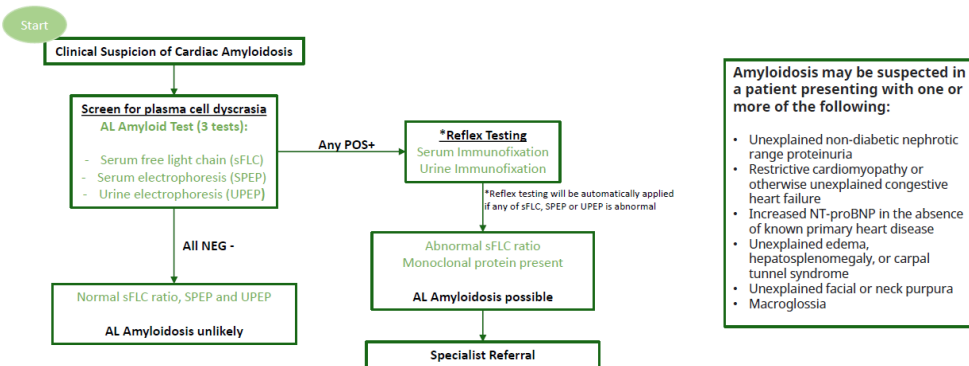 Start
Clinical Suspicion of Cardiac Amyloidosis
Screen for plasma cell dyscrasia
AL Amyloid Test (3 tests):
- Serum free light chain (sFLC)
- Serum electrophoresis (SPEP)
- Urine electrophoresis (UPEP)
Any POS+
*Reflex Testing
Serum Immunofixation
Urine Immunofixation
*Reflex testing will be automatically applied
if any of sFLC, SPEP or UPEP is abnormal
All NEG -
Normal sFLC ratio, SPEP and UPEP
AL Amyloidosis unlikely
Abnormal sFLC ratio
Monoclonal protein present
AL Amyloidosis possible
Specialist Referral
Amyloidosis may be suspected in
a patient presenting with one or
more of the following:
• Unexplained non-diabetic nephrotic
range proteinuria
• Restrictive cardiomyopathy or
otherwise unexplained congestive
heart failure
• Increased NT-proBNP in the absence
of known primary heart disease
• Unexplained edema,
hepatosplenomegaly, or carpal
tunnel syndrome
• Unexplained facial or neck purpura
• Macroglossia